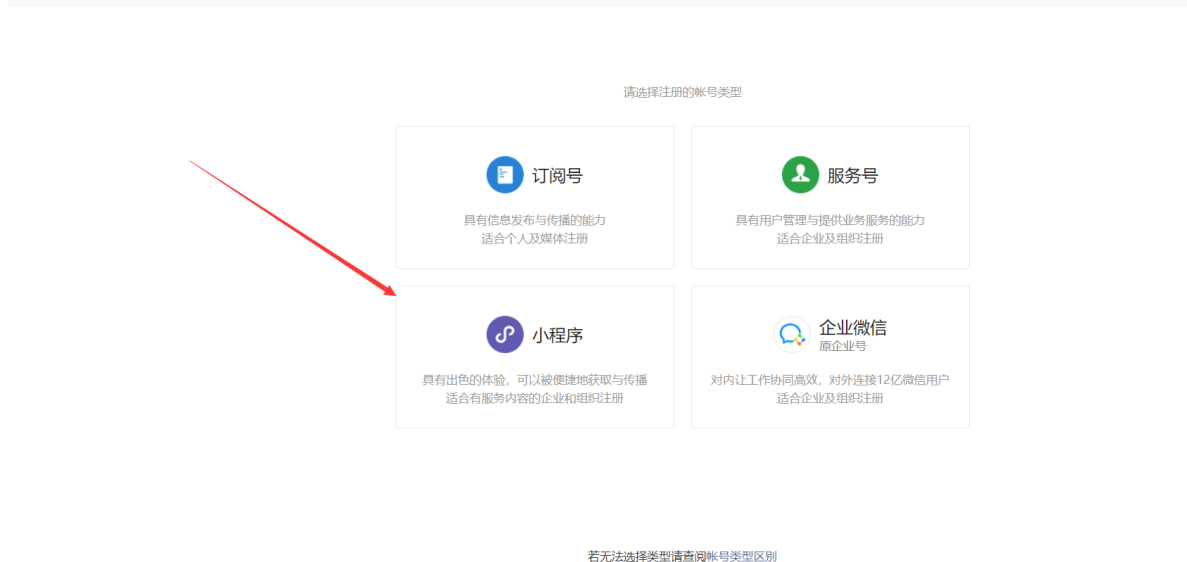 请选择注册的帐号类型
订阅号
具有信息发布与传播的能力
适合个人及媒体注册
服务号
具有用户管理与提供业务服务的能力
适合企业及组织注册
小程序
具有出色的体验，可以被便捷地获取与传播
适合有服务内容的企业和组织注册
企业微信
原企业号
对内让工作协同高效，对外连接12亿微信用户
适合企业及组织注册
若无法选择类型请查阅帐号类型区别